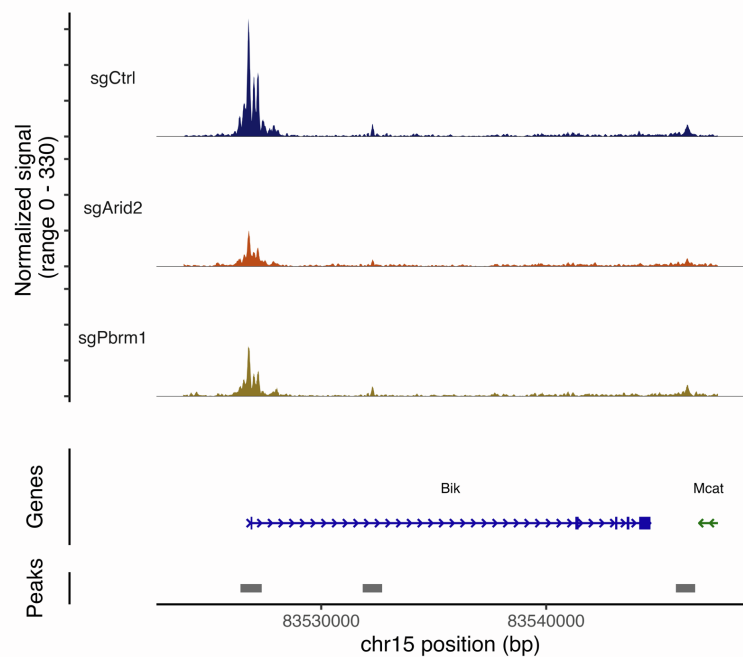 Normalized signal
(range 0 - 330)
sgCtrl
sgArid2
sgPbrm1
Genes
Bik
Mcat
Peaks
83530000
83540000
chr15 position (bp)